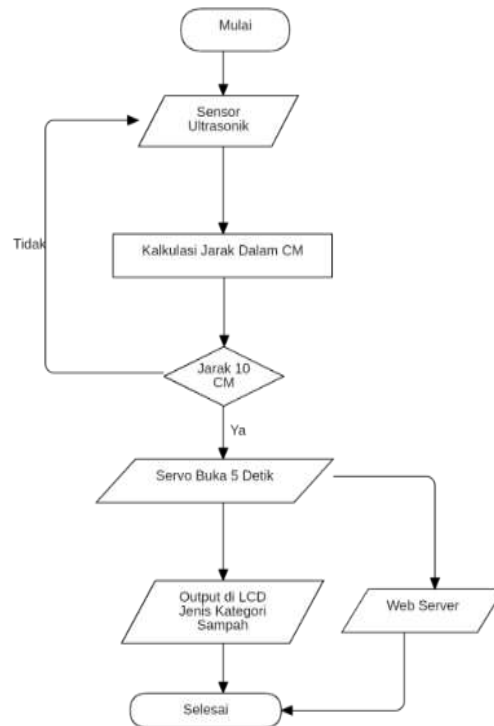 Mulai
Sensor
Ultrasonik
Tidak
Kalkulasi Jarak Dalam CM
Jarak 10
CM
Ya
Servo Buka 5 Detik
Output di LCD
Jenis Kategori
Sampah
Web Server
Selesai